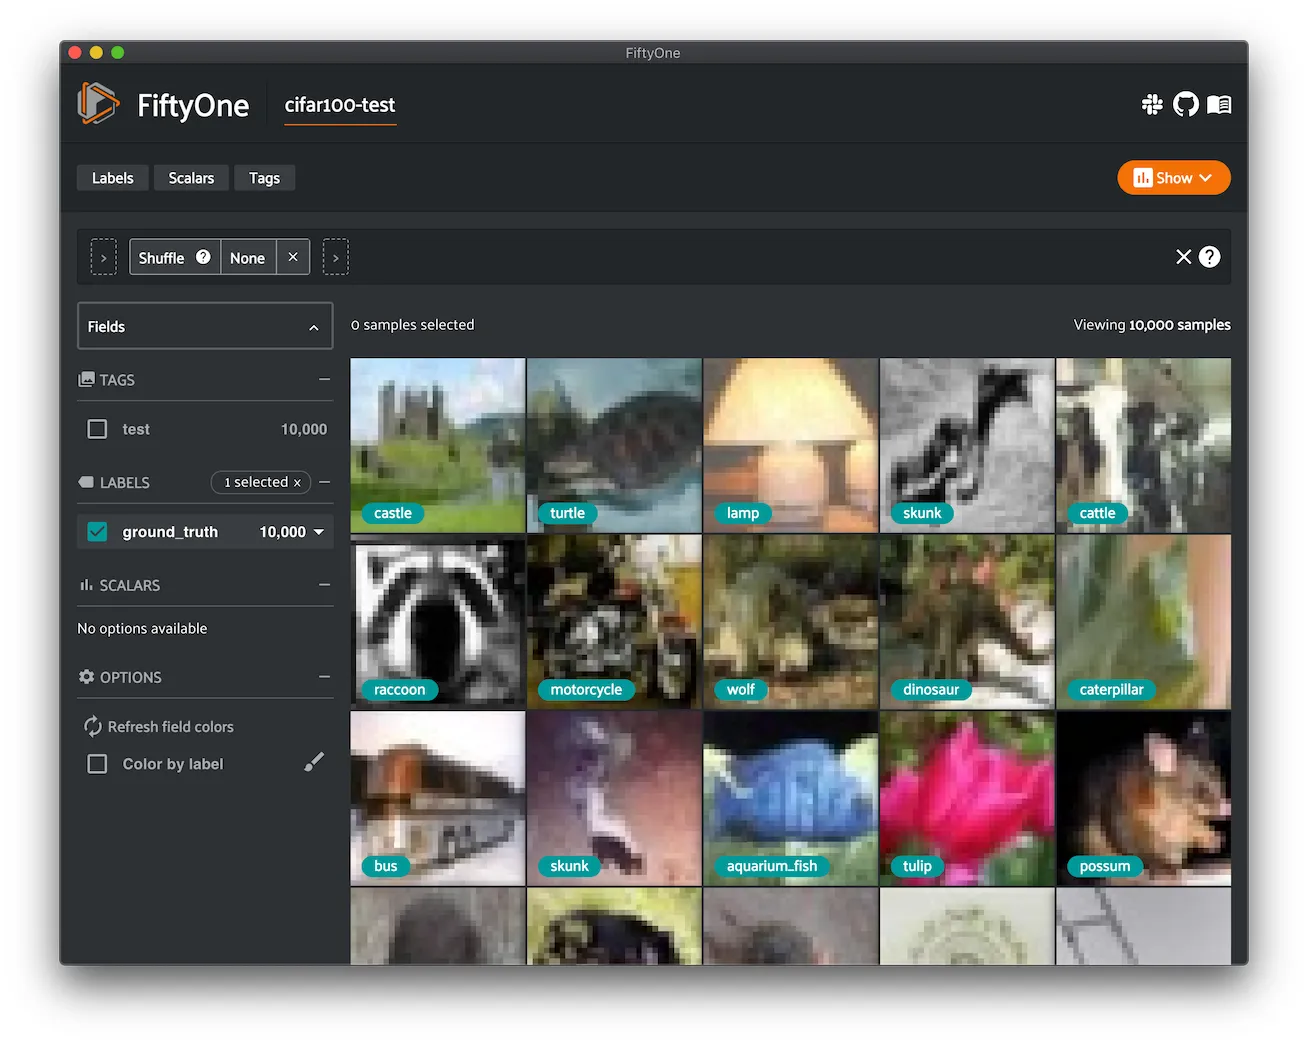 FiftyOne
FiftyOne
cifar100-test
Labels
Scalars
Tags
Show
Shuffle ? None ×
× ?
Fields
0 samples selected
Viewing 10,000 samples
TAGS
test 10,000
LABELS
1 selected ×
ground_truth 10,000
SCALARS
No options available
OPTIONS
Refresh field colors
Color by label
castle
turtle
lamp
skunk
cattle
raccoon
motorcycle
wolf
dinosaur
caterpillar
bus
skunk
aquarium_fish
tulip
possum